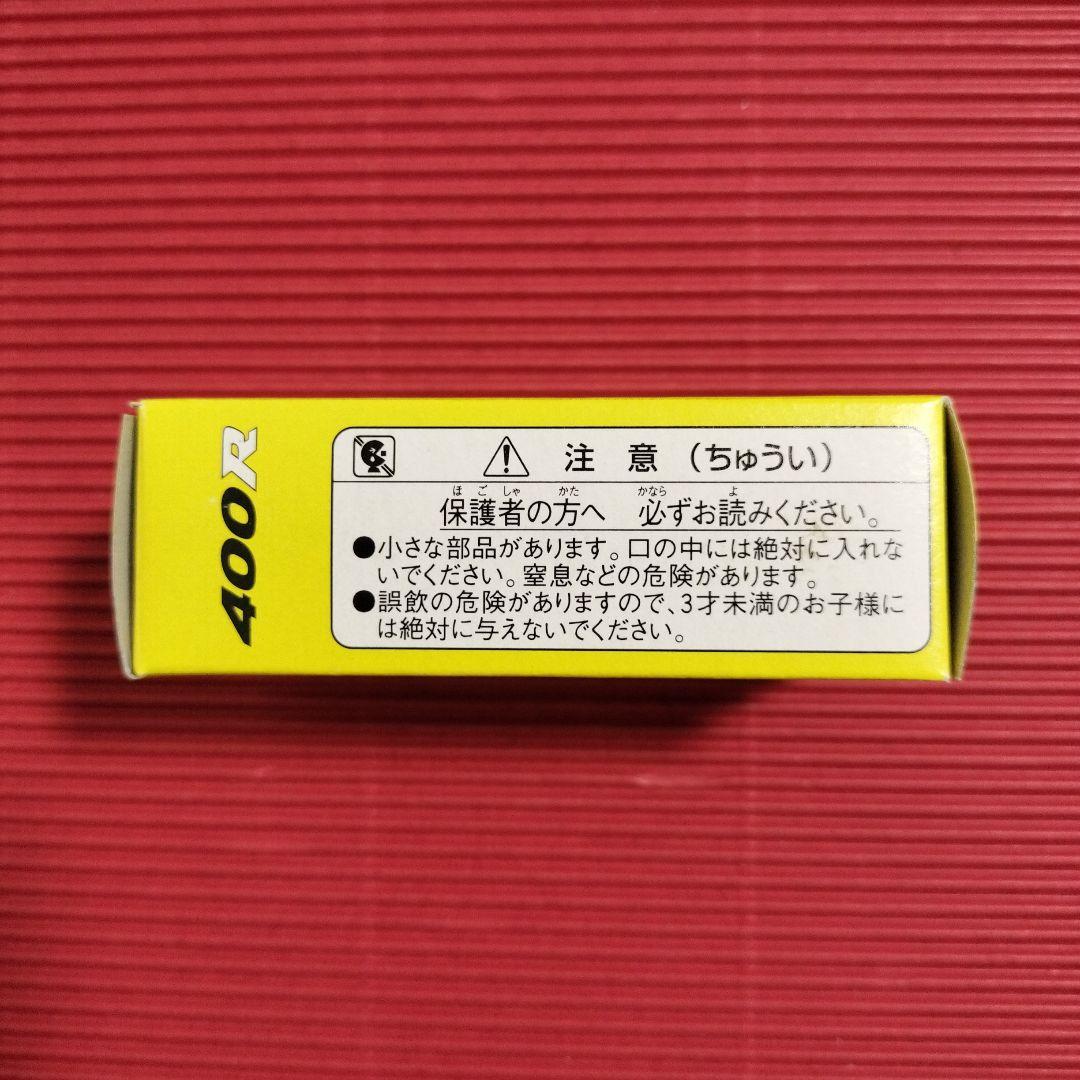 400R
注意(ちゅうい)
ほごしゃ かた かなら よ
保護者の方へ 必ずお読みください。
●小さな部品があります。口の中には絶対に入れな
いでください。窒息などの危険があります。
●誤飲の危険がありますので、3才未満のお子様に
は絶対に与えないでください。